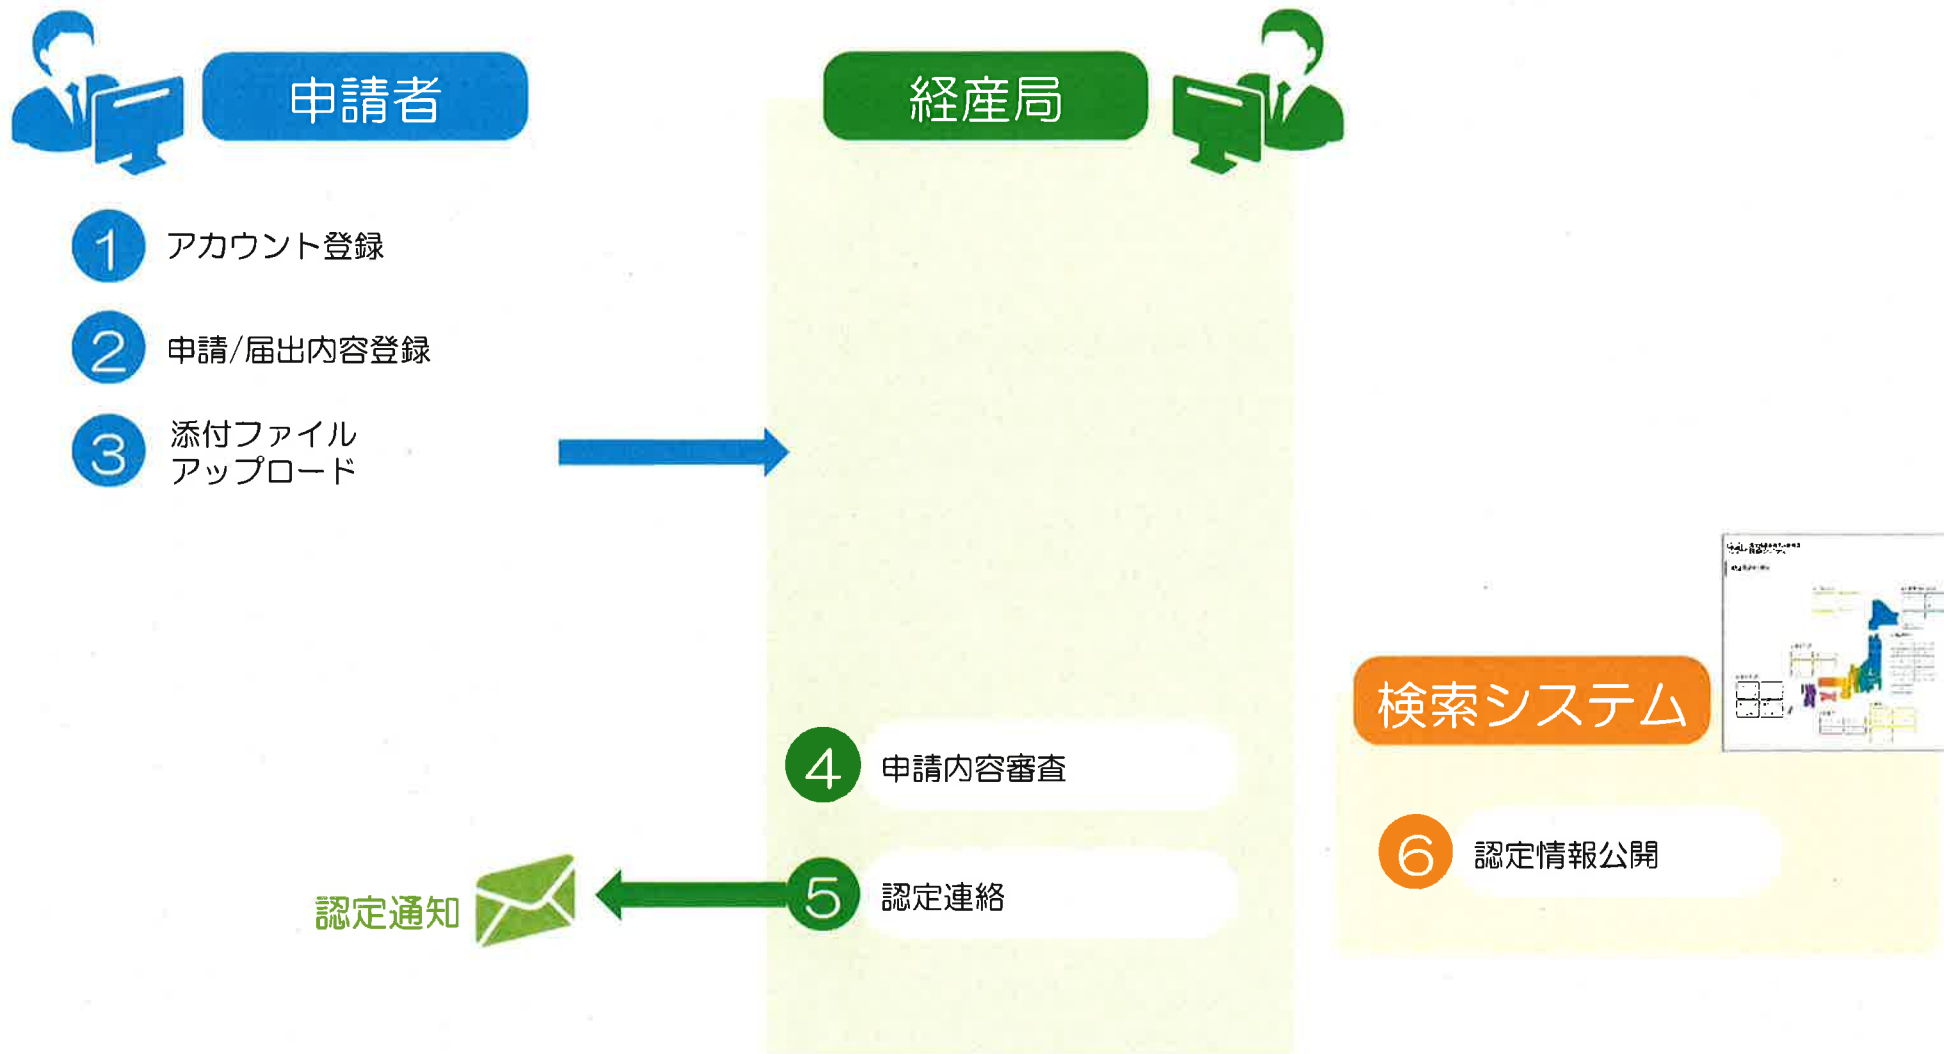 申請者
経産局
1 アカウント登録
2 申請/届出内容登録
3 添付ファイル
アップロード
検索システム
4 申請内容審査
6 認定情報公開
5 認定連絡
認定通知